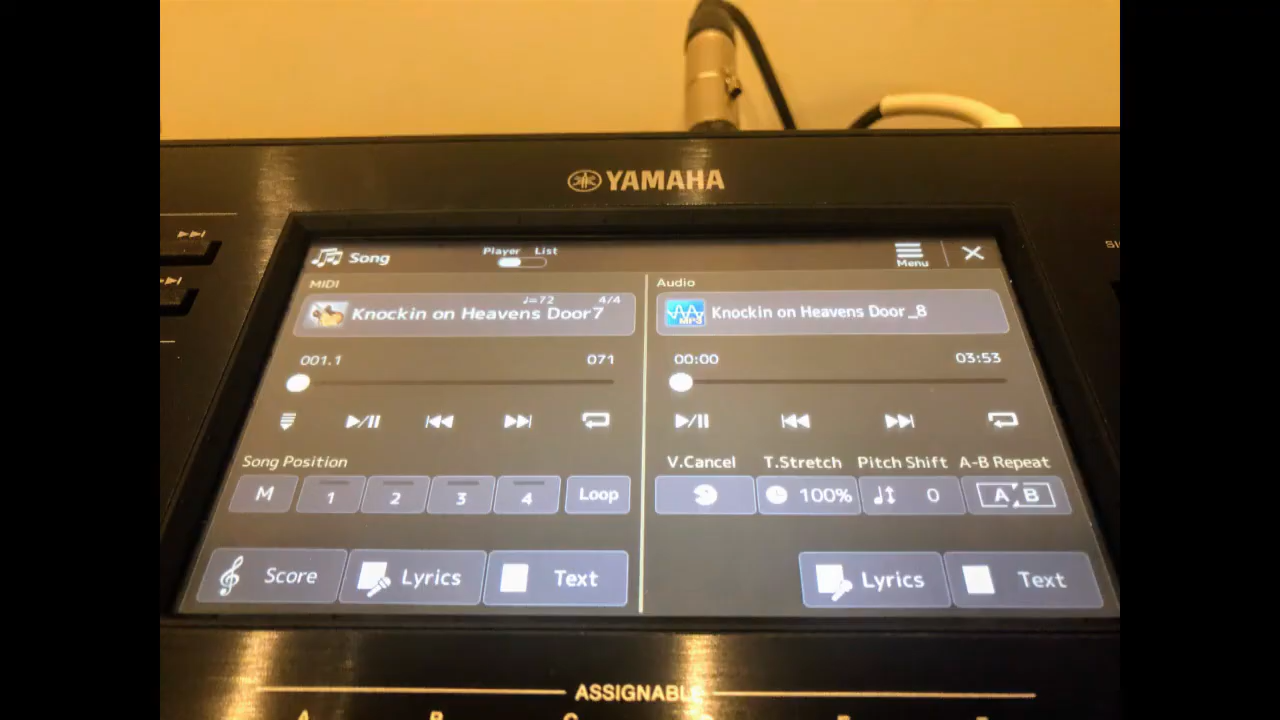 YAMAHA
Song
Player List
Menu
MIDI
♩=72 4/4
Knockin on Heavens Door7
001.1 071
Song Position
M 1 2 3 4 Loop
Score Lyrics Text
Audio
MP3
Knockin on Heavens Door_8
00:00 03:53
V.Cancel T.Stretch Pitch Shift A-B Repeat
100% 0 A B
Lyrics Text
ASSIGNABLE